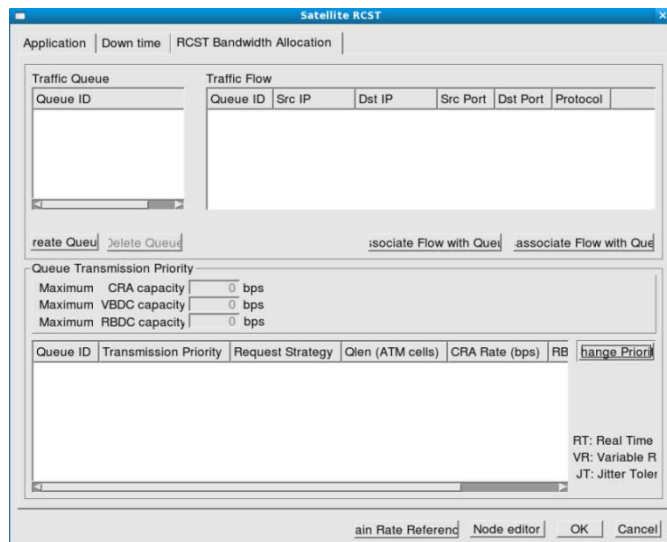 Satellite RCST
Application Down time RCST Bandwidth Allocation
Traffic Queue Traffic Flow
Queue ID Queue ID Src IP Dst IP Src Port Dst Port Protocol
reate Queu Delete Queue ssociate Flow with Queu associate Flow with Que
Queue Transmission Priority
Maximum CRA capacity 0 bps
Maximum VBDC capacity 0 bps
Maximum RBDC capacity 0 bps
Queue ID Transmission Priority Request Strategy Qlen (ATM cells) CRA Rate (bps) RB hange Priorit
RT: Real Time
VR: Variable R
JT: Jitter Toler
ain Rate Referenc Node editor OK Cancel